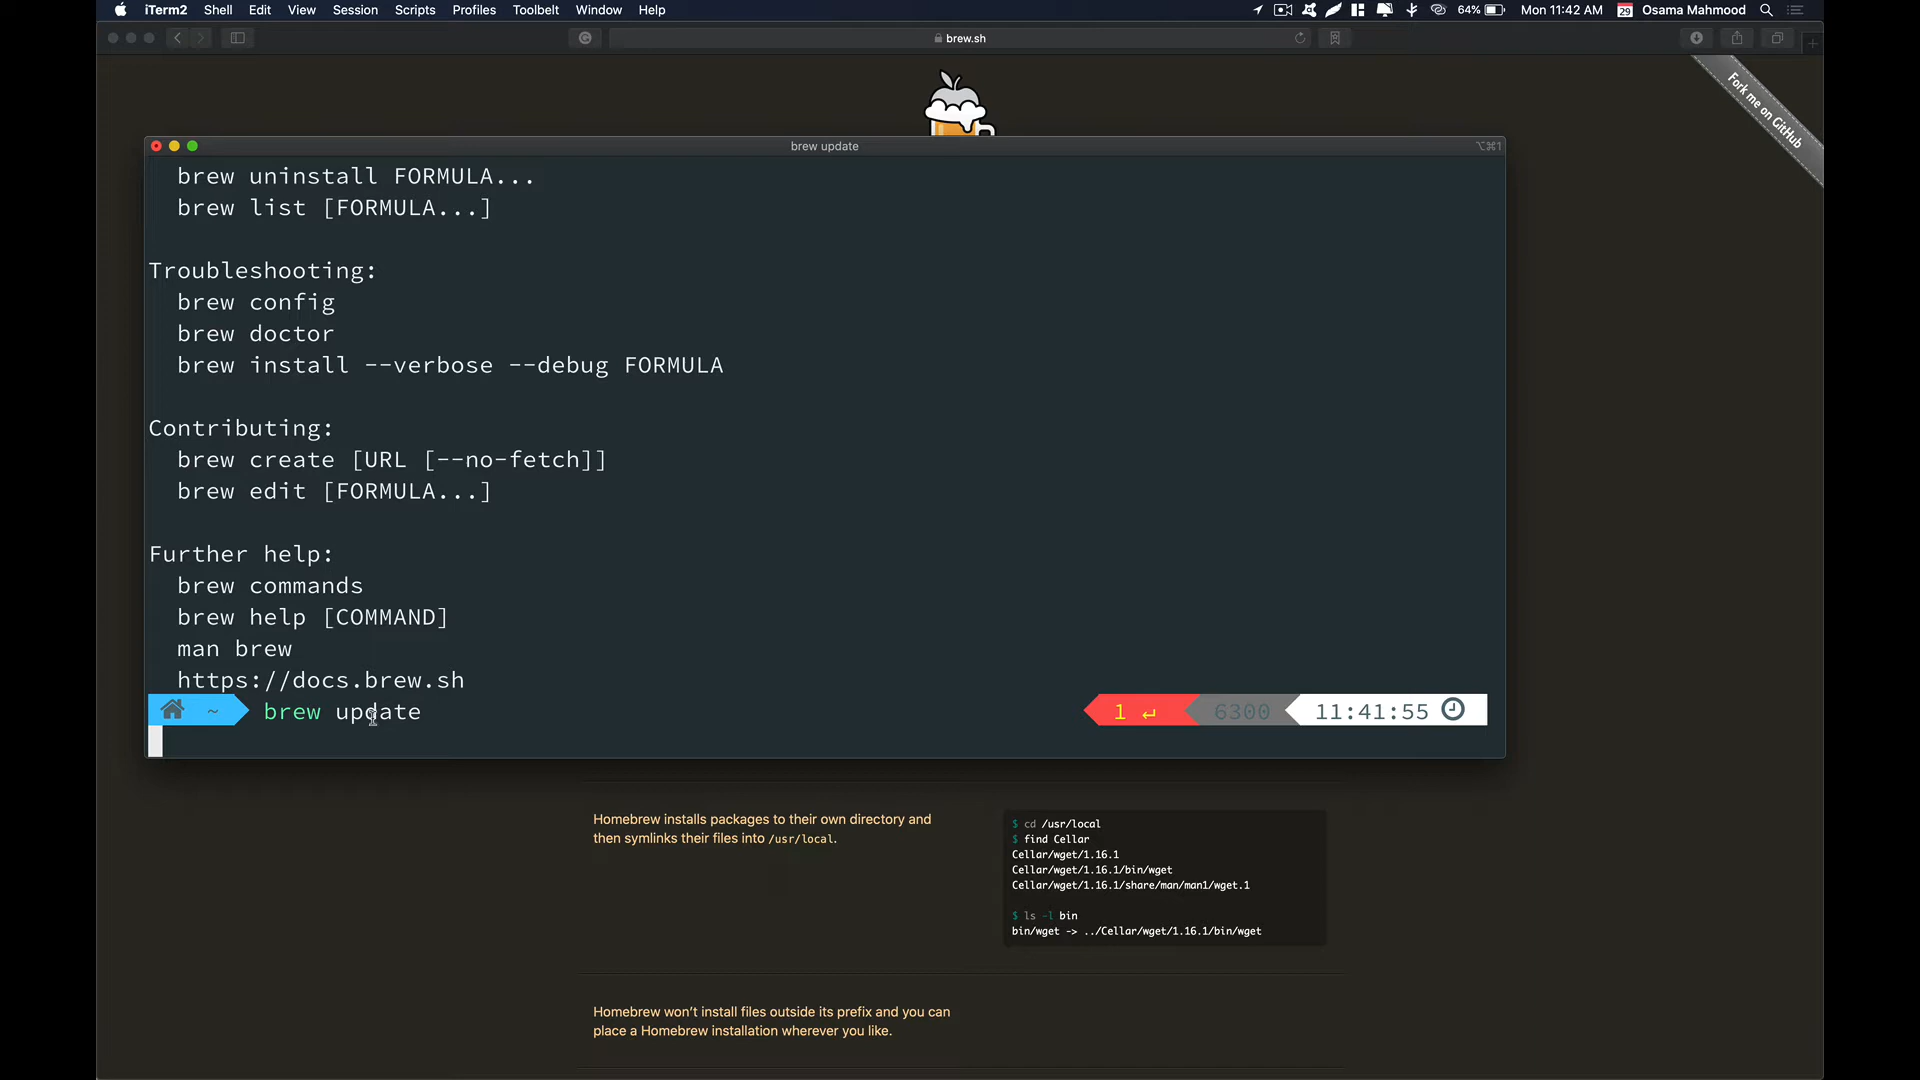 iTerm2 Shell Edit View Session Scripts Profiles Toolbelt Window Help 64% Mon 11:42 AM 29 Osama Mahmood
brew.sh
Fork me on GitHub
brew update ⌥⌘1
brew uninstall FORMULA...
brew list [FORMULA...]
Troubleshooting:
brew config
brew doctor
brew install --verbose --debug FORMULA
Contributing:
brew create [URL [--no-fetch]]
brew edit [FORMULA...]
Further help:
brew commands
brew help [COMMAND]
man brew
https://docs.brew.sh
~ brew update 1 ↵ 6300 11:41:55
Homebrew installs packages to their own directory and
then symlinks their files into /usr/local.
$ cd /usr/local
$ find Cellar
Cellar/wget/1.16.1
Cellar/wget/1.16.1/bin/wget
Cellar/wget/1.16.1/share/man/man1/wget.1
$ ls -l bin
bin/wget -> ../Cellar/wget/1.16.1/bin/wget
Homebrew won't install files outside its prefix and you can
place a Homebrew installation wherever you like.